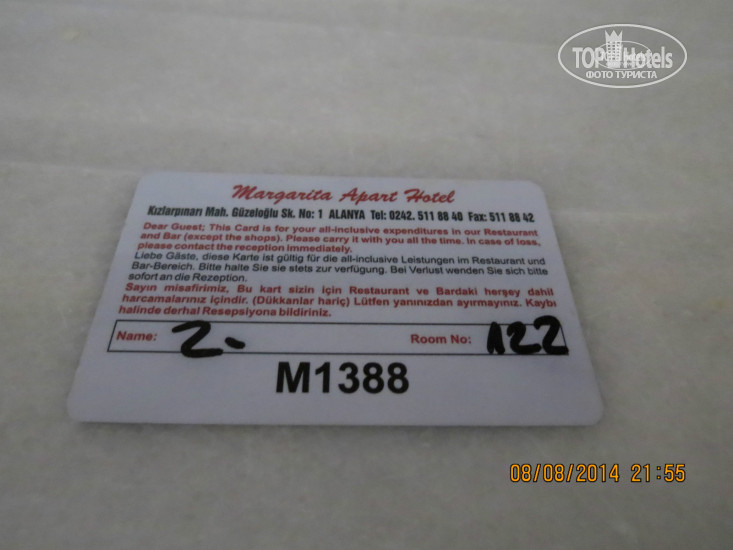 TOP Hotels
ФОТО ТУРИСТА
Margarita Apart Hotel
Kızlarpınarı Mah. Güzeloğlu Sk. No: 1 ALANYA Tel: 0242. 511 88 40 Fax: 511 88 42
Dear Guest; This Card is for your all-inclusive expenditures in our Restaurant
and Bar (except the shops). Please carry it with you all the time. In case of loss,
please contact the reception immediately.
Liebe Gäste, diese Karte ist gültig für die all-inclusive Leistungen im Restaurant und
Bar-Bereich. Bitte halte Sie sie stets zur verfügung. Bei Verlust wenden Sie sich bitte
sofort an die Rezeption.
Sayın misafirimiz, Bu kart sizin için Restaurant ve Bardaki herşey dahil
harcamalarınız içindir. (Dükkanlar hariç) Lütfen yanınızdan ayırmayınız. Kaybı
halinde derhal Resepsiyona bildiriniz.
Name: 2- Room No: 122
M1388
08/08/2014 21:55